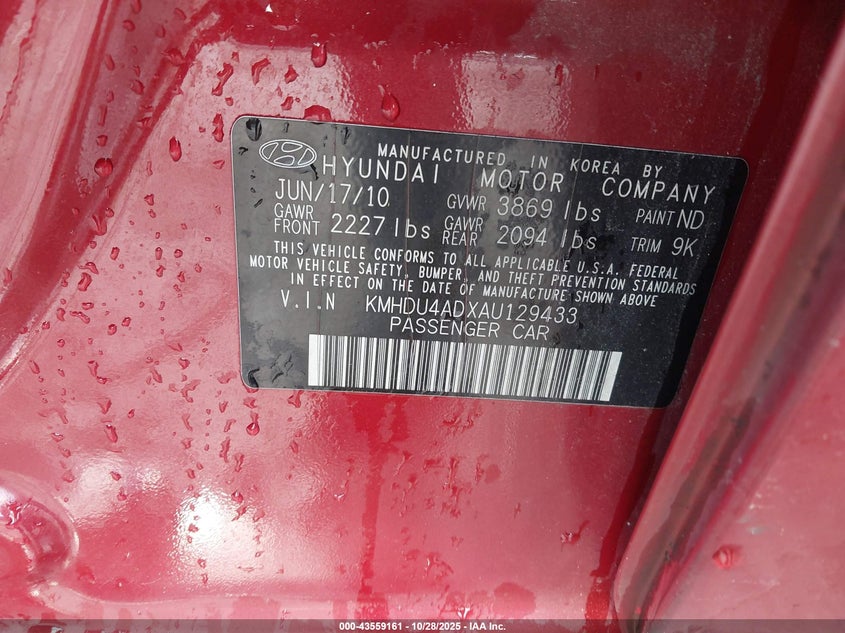 MANUFACTURED IN KOREA BY
HYUNDAI MOTOR COMPANY
JUN/17/10 GVWR 3869 lbs PAINT ND
GAWR FRONT 2227 lbs GAWR REAR 2094 lbs TRIM 9K
THIS VEHICLE CONFORMS TO ALL APPLICABLE U.S.A. FEDERAL
MOTOR VEHICLE SAFETY, BUMPER, AND THEFT PREVENTION STANDARDS
IN EFFECT ON THE DATE OF MANUFACTURE SHOWN ABOVE
V.I.N KMHDU4ADXAU129433
PASSENGER CAR
000-43559161 - 10/28/2025 - IAA Inc.